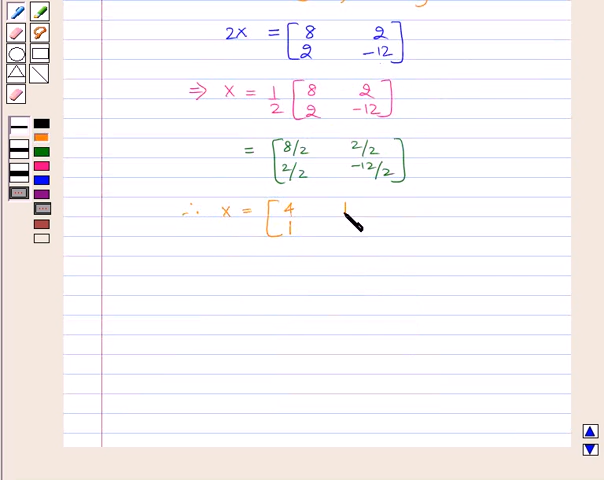 2x = [ 8 2
2 -12 ]
⇒ x = 1/2 [ 8 2
2 -12 ]
= [ 8/2 2/2
2/2 -12/2 ]
∴ x = [ 4 1
1